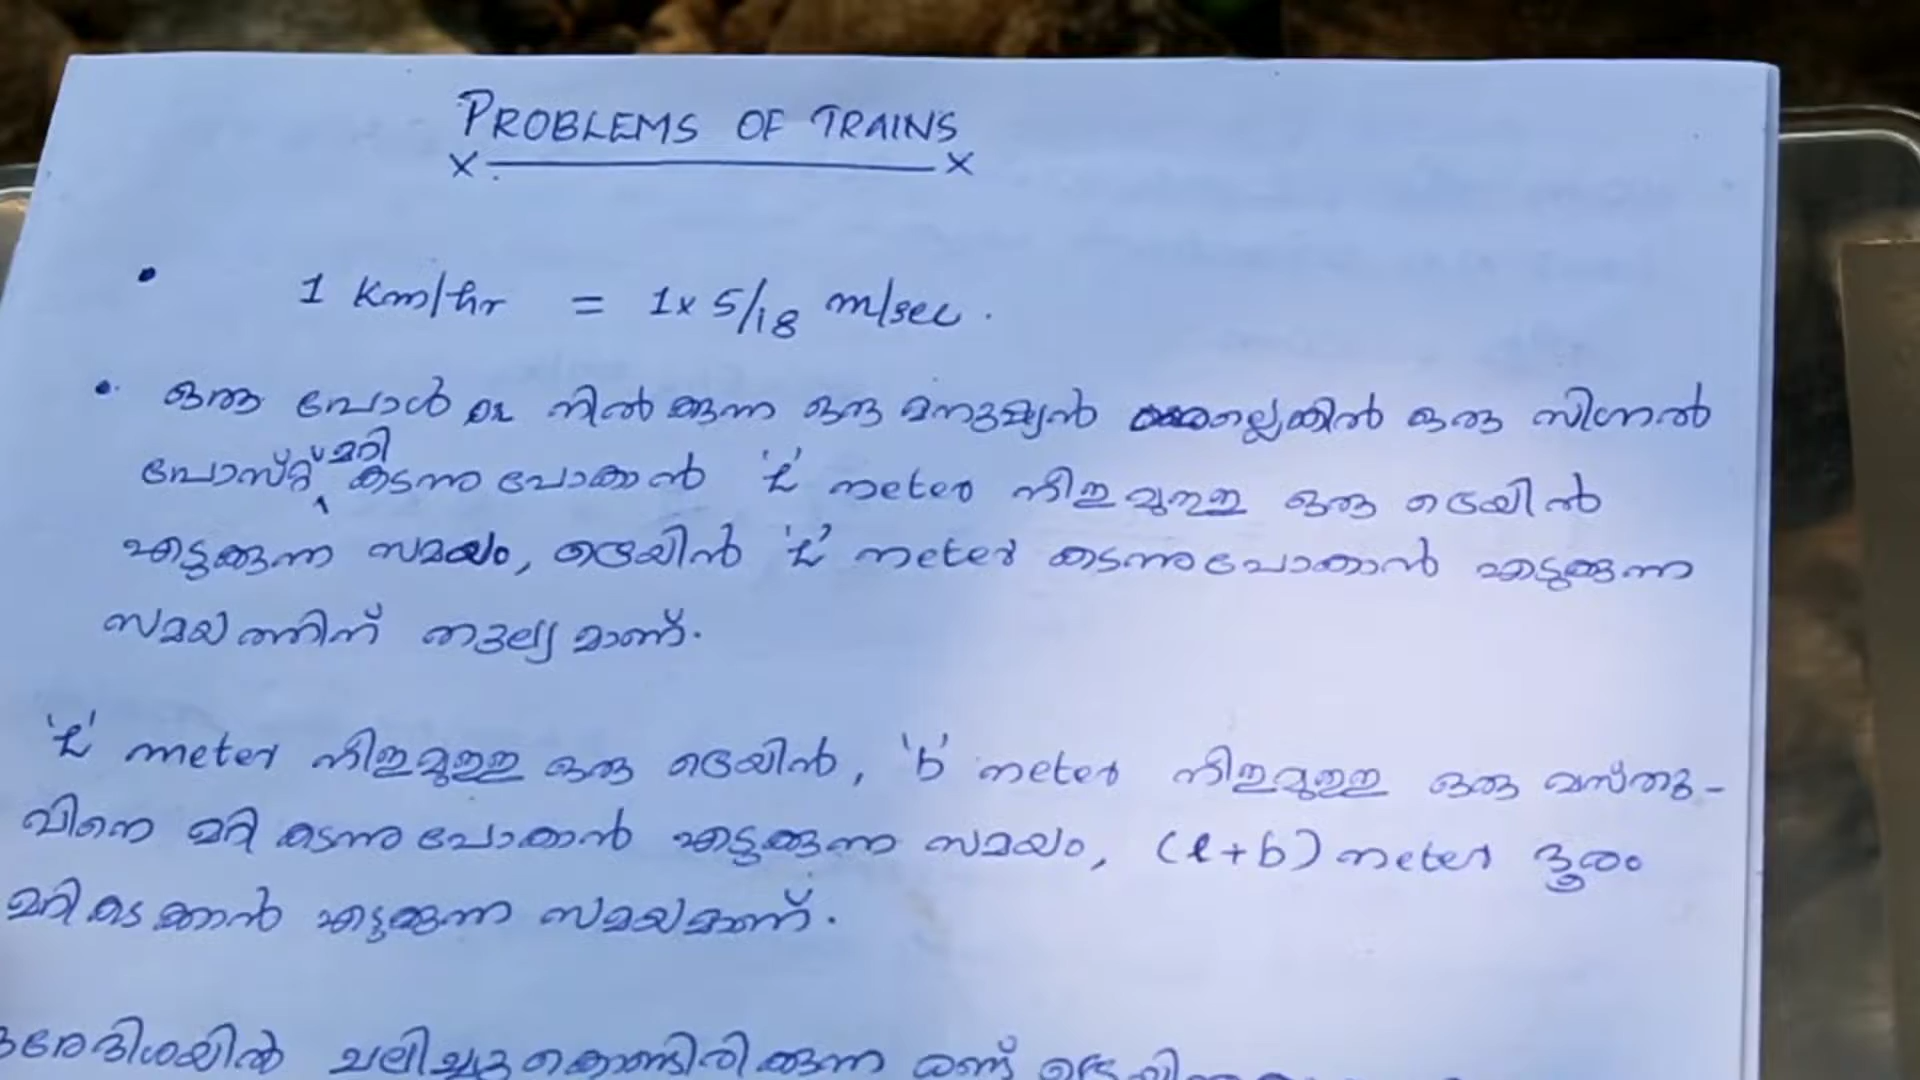 PROBLEMS OF TRAINS
1 Km/hr = 1x 5/18 m/sec.
ഒരു പോൾ നിൽക്കുന്ന ഒരു മനുഷ്യൻ അല്ലെങ്കിൽ ഒരു സിഗ്നൽ
പോസ്റ്റ് മറി കടന്നു പോകാൻ 'l' meter നീളമുള്ള ഒരു ട്രെയിൻ
എടുക്കുന്ന സമയം, ട്രെയിൻ 'l' meter കടന്നുപോകാൻ എടുക്കുന്ന
സമയത്തിന് തുല്യമാണ്.
'l' meter നീളമുള്ള ഒരു ട്രെയിൻ, 'b' meter നീളമുള്ള ഒരു വസ്തു-
വിനെ മറി കടന്നുപോകാൻ എടുക്കുന്ന സമയം, (l+b) meter ദൂരം
മറികടക്കാൻ എടുക്കുന്ന സമയമാണ്.
ഒരേദിശയിൽ ചലിച്ചുകൊണ്ടിരിക്കുന്ന രണ്ട്